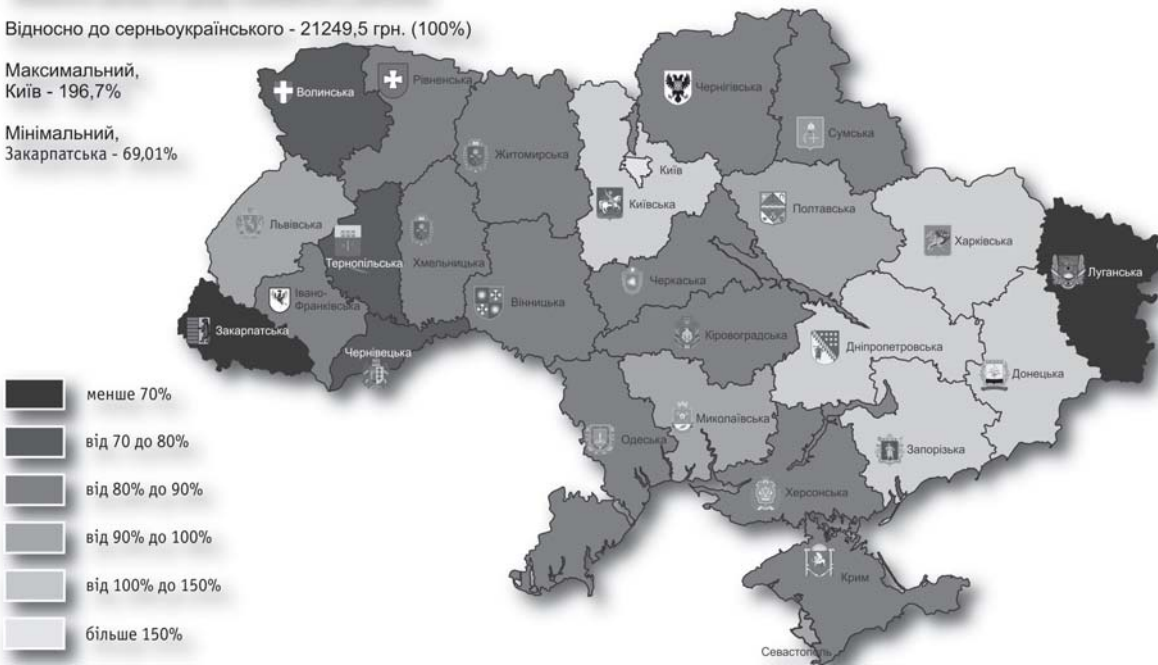 Відносно до серньоукраїнського - 21249,5 грн. (100%)
Максимальний,
Київ - 196,7%
Мінімальний,
Закарпатська - 69,01%
Волинська
Рівненська
Житомирська
Чернігівська
Сумська
Київ
Київська
Полтавська
Харківська
Луганська
Львівська
Тернопільська
Хмельницька
Івано-
Франківська
Вінницька
Черкаська
Закарпатська
Чернівецька
Кіровоградська
Дніпропетровська
Донецька
Одеська
Миколаївська
Запорізька
Херсонська
Крим
Севастополь
менше 70%
від 70 до 80%
від 80% до 90%
від 90% до 100%
від 100% до 150%
більше 150%